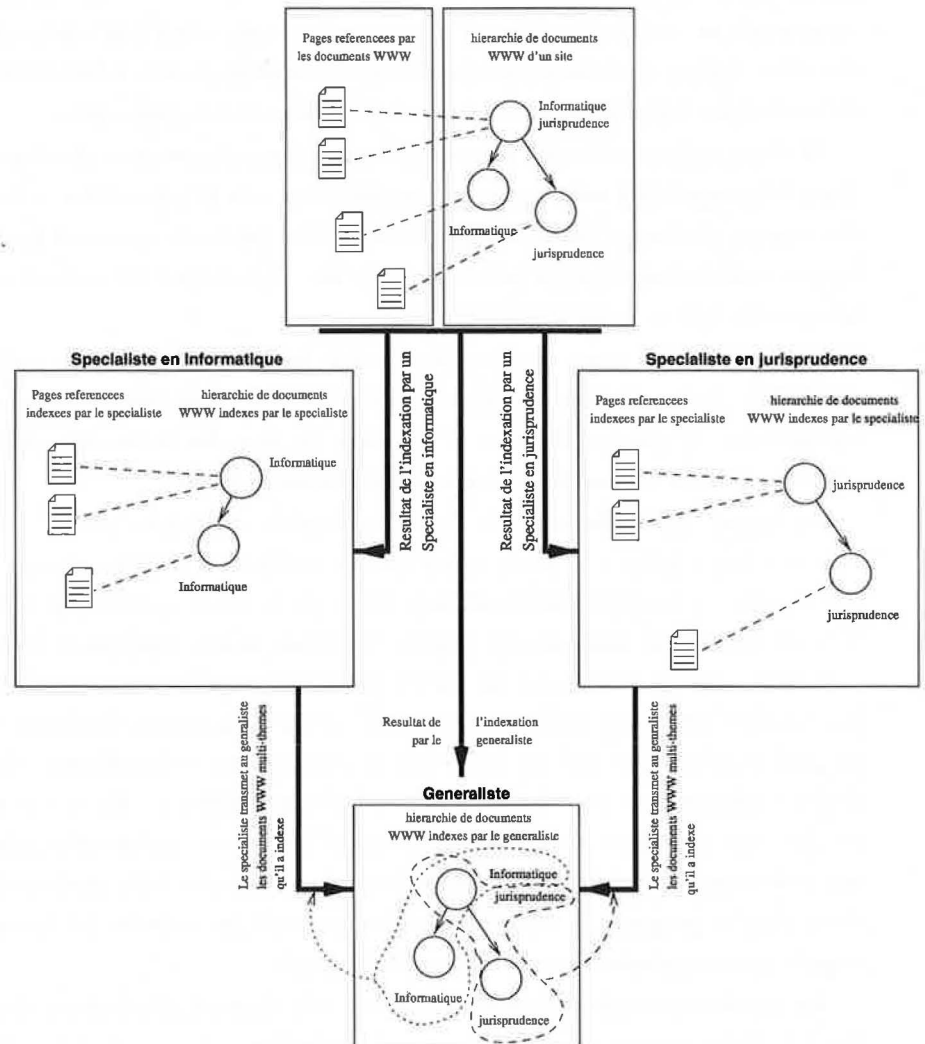 Pages referencees par
les documents WWW
hierarchie de documents
WWW d'un site
Informatique
jurisprudence
Informatique
jurisprudence
Specialiste en Informatique
Pages referencees
indexees par le specialiste
hierarchie de documents
WWW indexes par le specialiste
Informatique
Informatique
Resultat de l'indexation par un
Specialiste en informatique
Resultat de l'indexation par un
Specialiste en jurisprudence
Specialiste en jurisprudence
Pages referencees
indexees par le specialiste
hierarchie de documents
WWW indexes par le specialiste
jurisprudence
jurisprudence
Le specialiste transmet au genraliste
les documents WWW multi-themes
qu'il a indexe
Resultat de l'indexation
par le generaliste
Le specialiste transmet au genraliste
les documents WWW multi-themes
qu'il a indexe
Generaliste
hierarchie de documents
WWW indexes par le generaliste
Informatique
jurisprudence
Informatique
jurisprudence